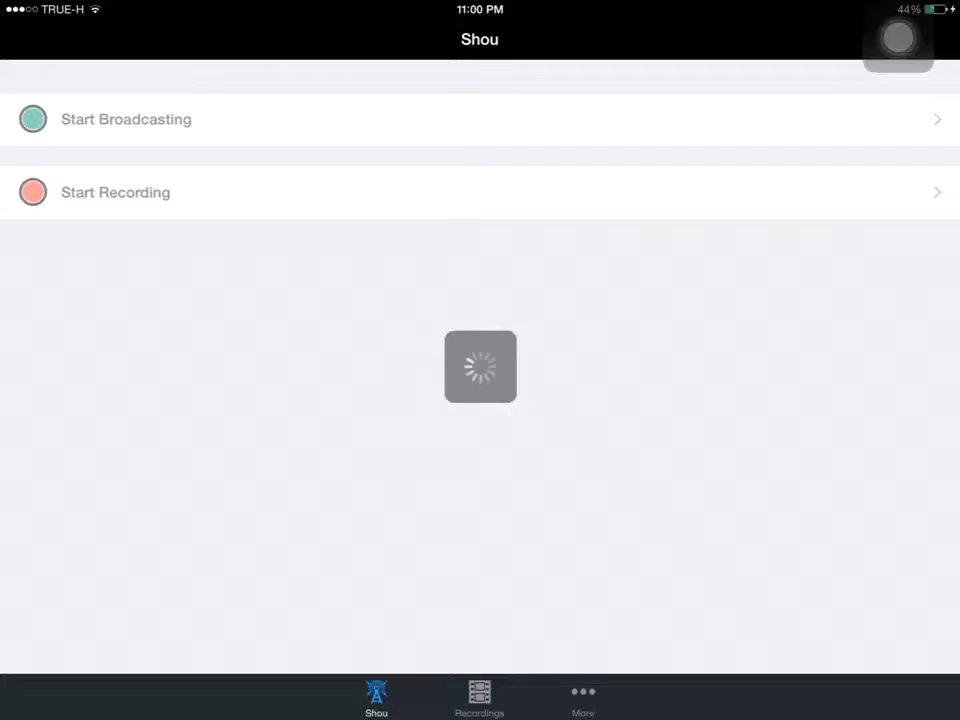 TRUE-H
11:00 PM
44%
Shou
Start Broadcasting
Start Recording
Shou
Recordings
More